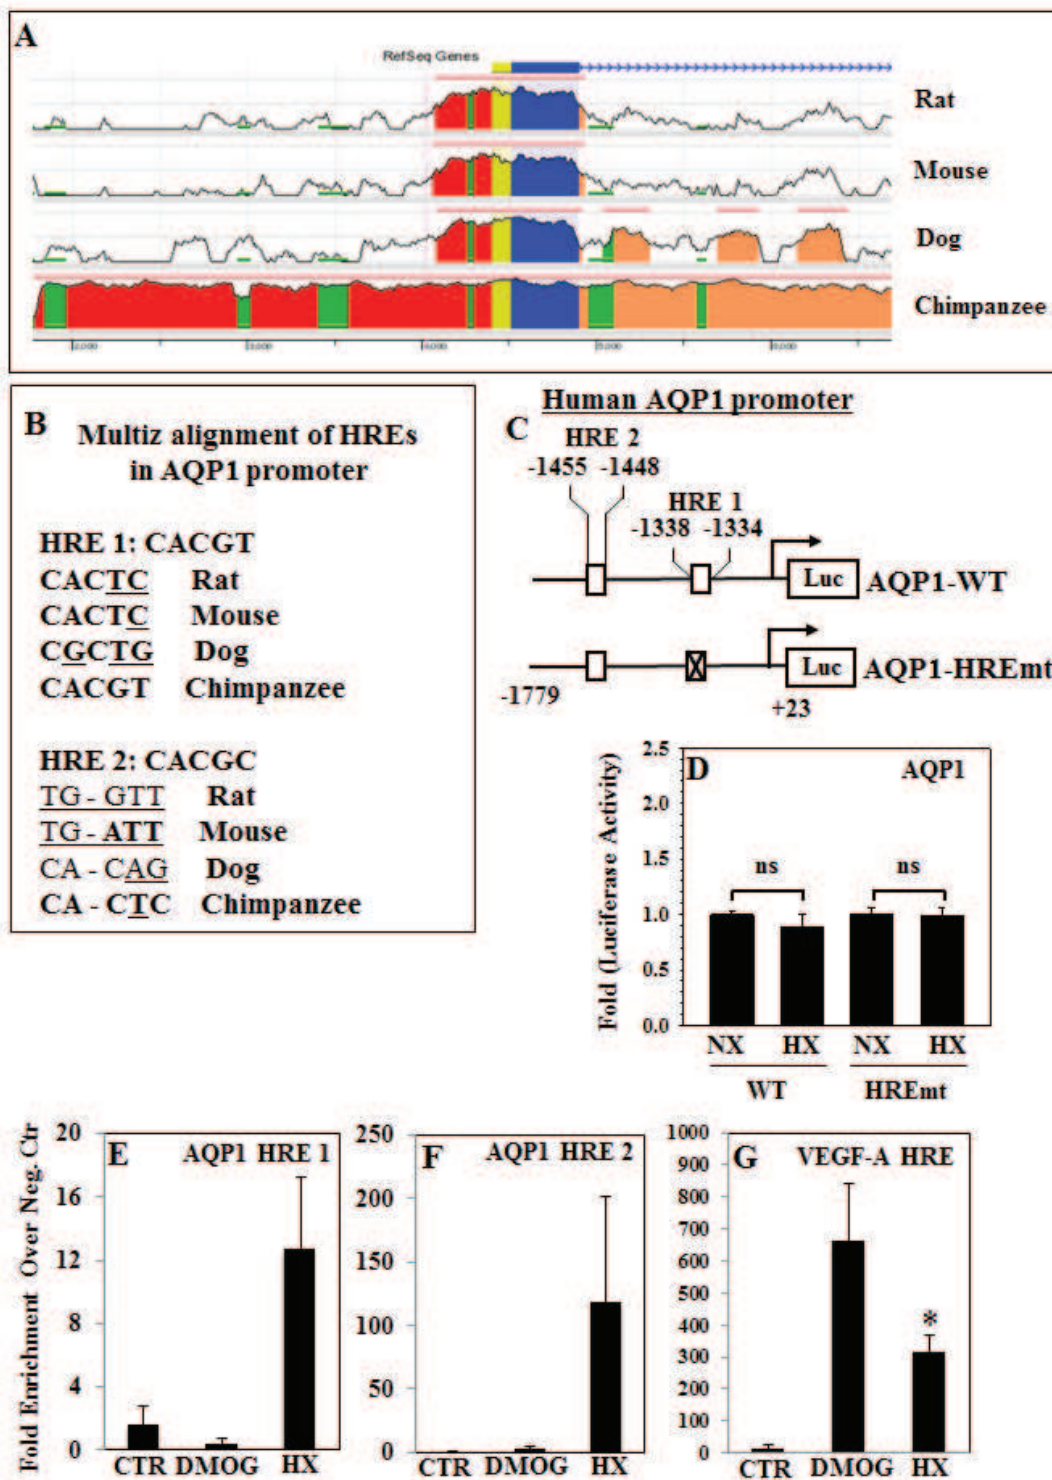 A
RefSeq Genes
Rat
Mouse
Dog
Chimpanzee
B
Multiz alignment of HREs
in AQP1 promoter
HRE 1: CACGT
CACTC Rat
CACTC Mouse
CGCTG Dog
CACGT Chimpanzee
HRE 2: CACGC
TG - GTT Rat
TG - ATT Mouse
CA - CAG Dog
CA - CTC Chimpanzee
Human AQP1 promoter
C
HRE 2
-1455 -1448
HRE 1
-1338 -1334
Luc AQP1-WT
Luc AQP1-HREmt
-1779
+23
D AQP1
Fold (Luciferase Activity)
2.5
2.0
1.5
1.0
0.5
0.0
ns ns
NX HX NX HX
WT HREmt
Fold Enrichment Over Neg. Ctr
E AQP1 HRE 1
20
16
12
8
4
0
CTR DMOG HX
F AQP1 HRE 2
250
200
150
100
50
0
CTR DMOG HX
G VEGF-A HRE
1000
900
800
700
600
500
400
300
200
100
0
*
CTR DMOG HX